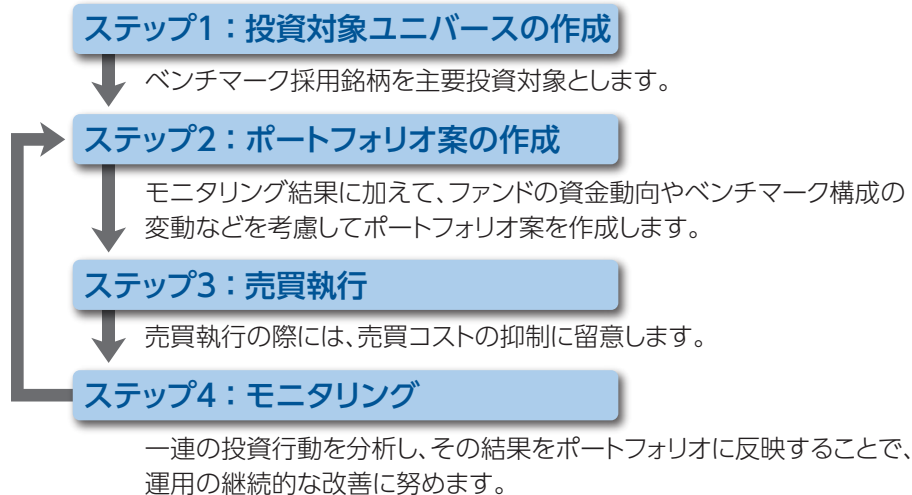 ステップ1：投資対象ユニバースの作成
ベンチマーク採用銘柄を主要投資対象とします。
ステップ2：ポートフォリオ案の作成
モニタリング結果に加えて、ファンドの資金動向やベンチマーク構成の
変動などを考慮してポートフォリオ案を作成します。
ステップ3：売買執行
売買執行の際には、売買コストの抑制に留意します。
ステップ4：モニタリング
一連の投資行動を分析し、その結果をポートフォリオに反映することで、
運用の継続的な改善に努めます。